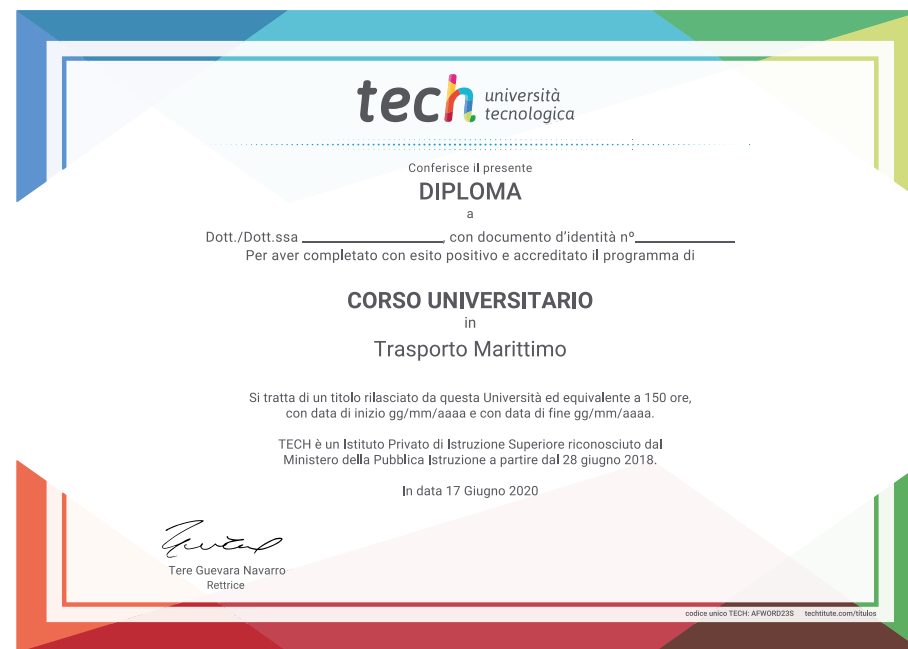 tech università
tecnologica
Conferisce il presente
DIPLOMA
a
Dott./Dott.ssa ____________________, con documento d'identità nº______________
Per aver completato con esito positivo e accreditato il programma di
CORSO UNIVERSITARIO
in
Trasporto Marittimo
Si tratta di un titolo rilasciato da questa Università ed equivalente a 150 ore,
con data di inizio gg/mm/aaaa e con data di fine gg/mm/aaaa.
TECH è un Istituto Privato di Istruzione Superiore riconosciuto dal
Ministero della Pubblica Istruzione a partire dal 28 giugno 2018.
In data 17 Giugno 2020
Tere Guevara Navarro
Rettrice
codice unico TECH: AFWORD23S techtitute.com/titulos